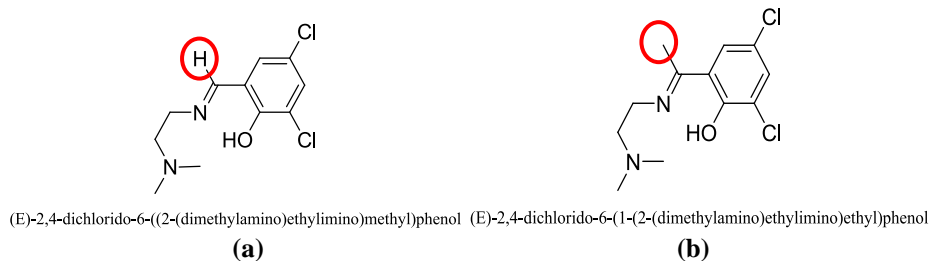 H Cl
Cl
N N
HO Cl HO Cl
N N
(E)-2,4-dichlorido-6-((2-(dimethylamino)ethylimino)methyl)phenol (E)-2,4-dichlorido-6-(1-(2-(dimethylamino)ethylimino)ethyl)phenol
(a) (b)